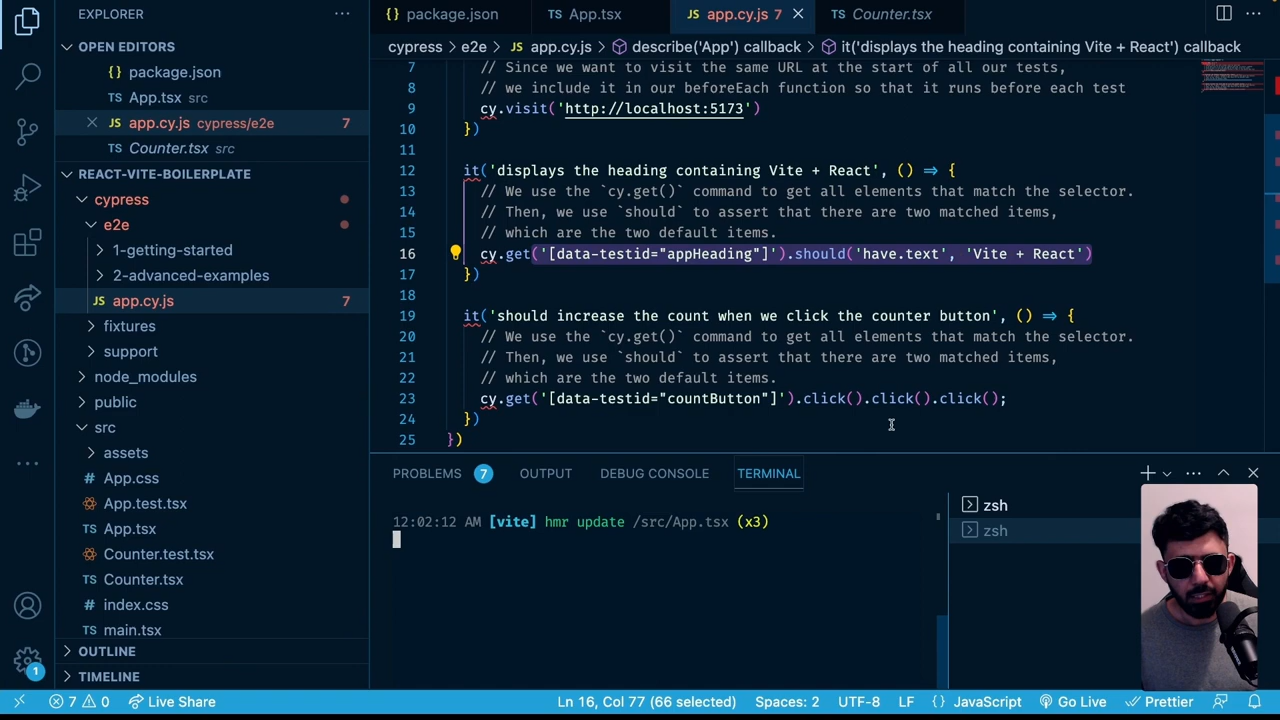 EXPLORER
OPEN EDITORS
package.json
App.tsx src
app.cy.js cypress/e2e 7
Counter.tsx src
REACT-VITE-BOILERPLATE
cypress
e2e
1-getting-started
2-advanced-examples
app.cy.js 7
fixtures
support
node_modules
public
src
assets
App.css
App.test.tsx
App.tsx
Counter.test.tsx
Counter.tsx
index.css
main.tsx
OUTLINE
TIMELINE
package.json App.tsx app.cy.js 7 Counter.tsx
cypress > e2e > app.cy.js > describe('App') callback > it('displays the heading containing Vite + React') callback
7 // Since we want to visit the same URL at the start of all our tests,
8 // we include it in our beforeEach function so that it runs before each test
9 cy.visit('http://localhost:5173')
10 })
11
12 it('displays the heading containing Vite + React', () => {
13 // We use the `cy.get()` command to get all elements that match the selector.
14 // Then, we use `should` to assert that there are two matched items,
15 // which are the two default items.
16 cy.get('[data-testid="appHeading"]').should('have.text', 'Vite + React')
17 })
18
19 it('should increase the count when we click the counter button', () => {
20 // We use the `cy.get()` command to get all elements that match the selector.
21 // Then, we use `should` to assert that there are two matched items,
22 // which are the two default items.
23 cy.get('[data-testid="countButton"]').click().click().click();
24 })
25 })
PROBLEMS 7 OUTPUT DEBUG CONSOLE TERMINAL
12:02:12 AM [vite] hmr update /src/App.tsx (x3)
zsh
zsh
1
7 0 Live Share Ln 16, Col 77 (66 selected) Spaces: 2 UTF-8 LF {} JavaScript Go Live Prettier